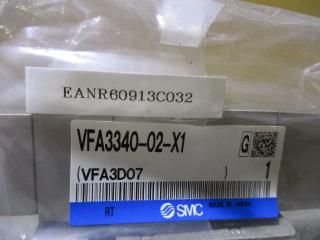 EANR60913C032
VFA3340-02-X1
G
(VFA3D07 )
1
RT
SMC
MADE IN JAPAN